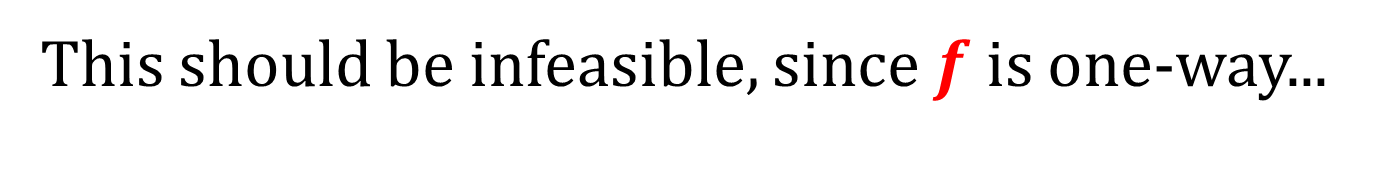 This should be infeasible, since f is one-way...